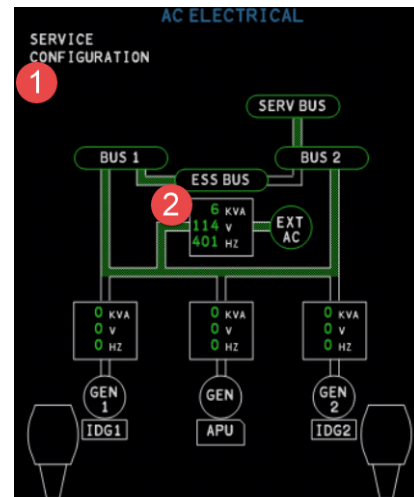 AC ELECTRICAL
SERVICE
CONFIGURATION
1
SERV BUS
BUS 1
BUS 2
ESS BUS
2
6 KVA
114 V
401 HZ
EXT
AC
0 KVA
0 V
0 HZ
0 KVA
0 V
0 HZ
0 KVA
0 V
0 HZ
GEN
1
GEN
GEN
2
IDG1
APU
IDG2